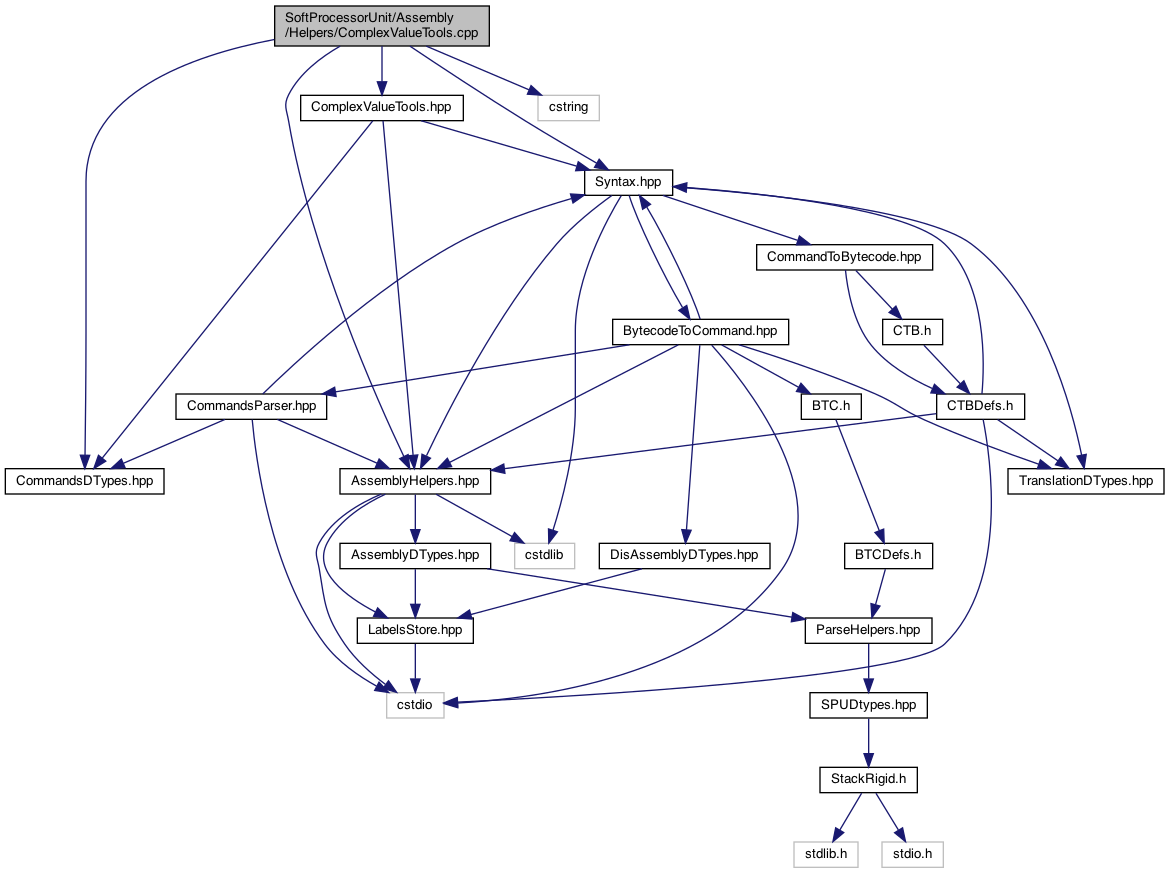 SoftProcessorUnit/Assembly
/Helpers/ComplexValueTools.cpp
ComplexValueTools.hpp
cstring
Syntax.hpp
CommandToBytecode.hpp
BytecodeToCommand.hpp
CTB.h
CommandsParser.hpp
BTC.h
CTBDefs.h
CommandsDTypes.hpp
AssemblyHelpers.hpp
TranslationDTypes.hpp
AssemblyDTypes.hpp
cstdlib
DisAssemblyDTypes.hpp
BTCDefs.h
LabelsStore.hpp
ParseHelpers.hpp
cstdio
SPUDtypes.hpp
StackRigid.h
stdlib.h
stdio.h